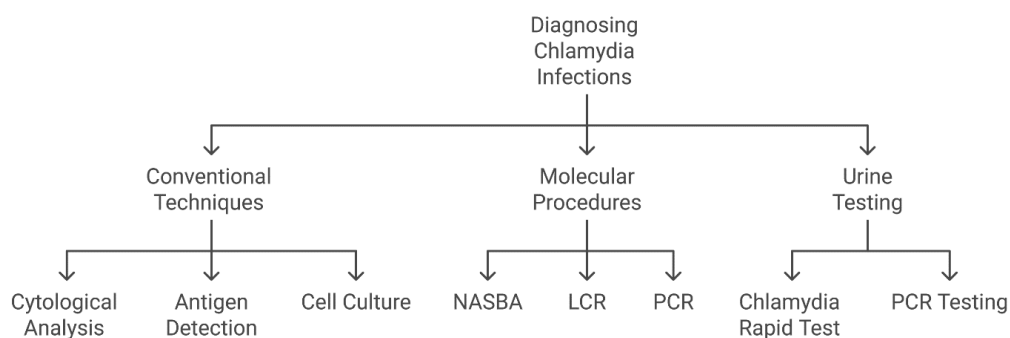 Diagnosing
Chlamydia
Infections
Conventional
Techniques
Molecular
Procedures
Urine
Testing
Cytological
Analysis
Antigen
Detection
Cell Culture
NASBA
LCR
PCR
Chlamydia
Rapid Test
PCR Testing